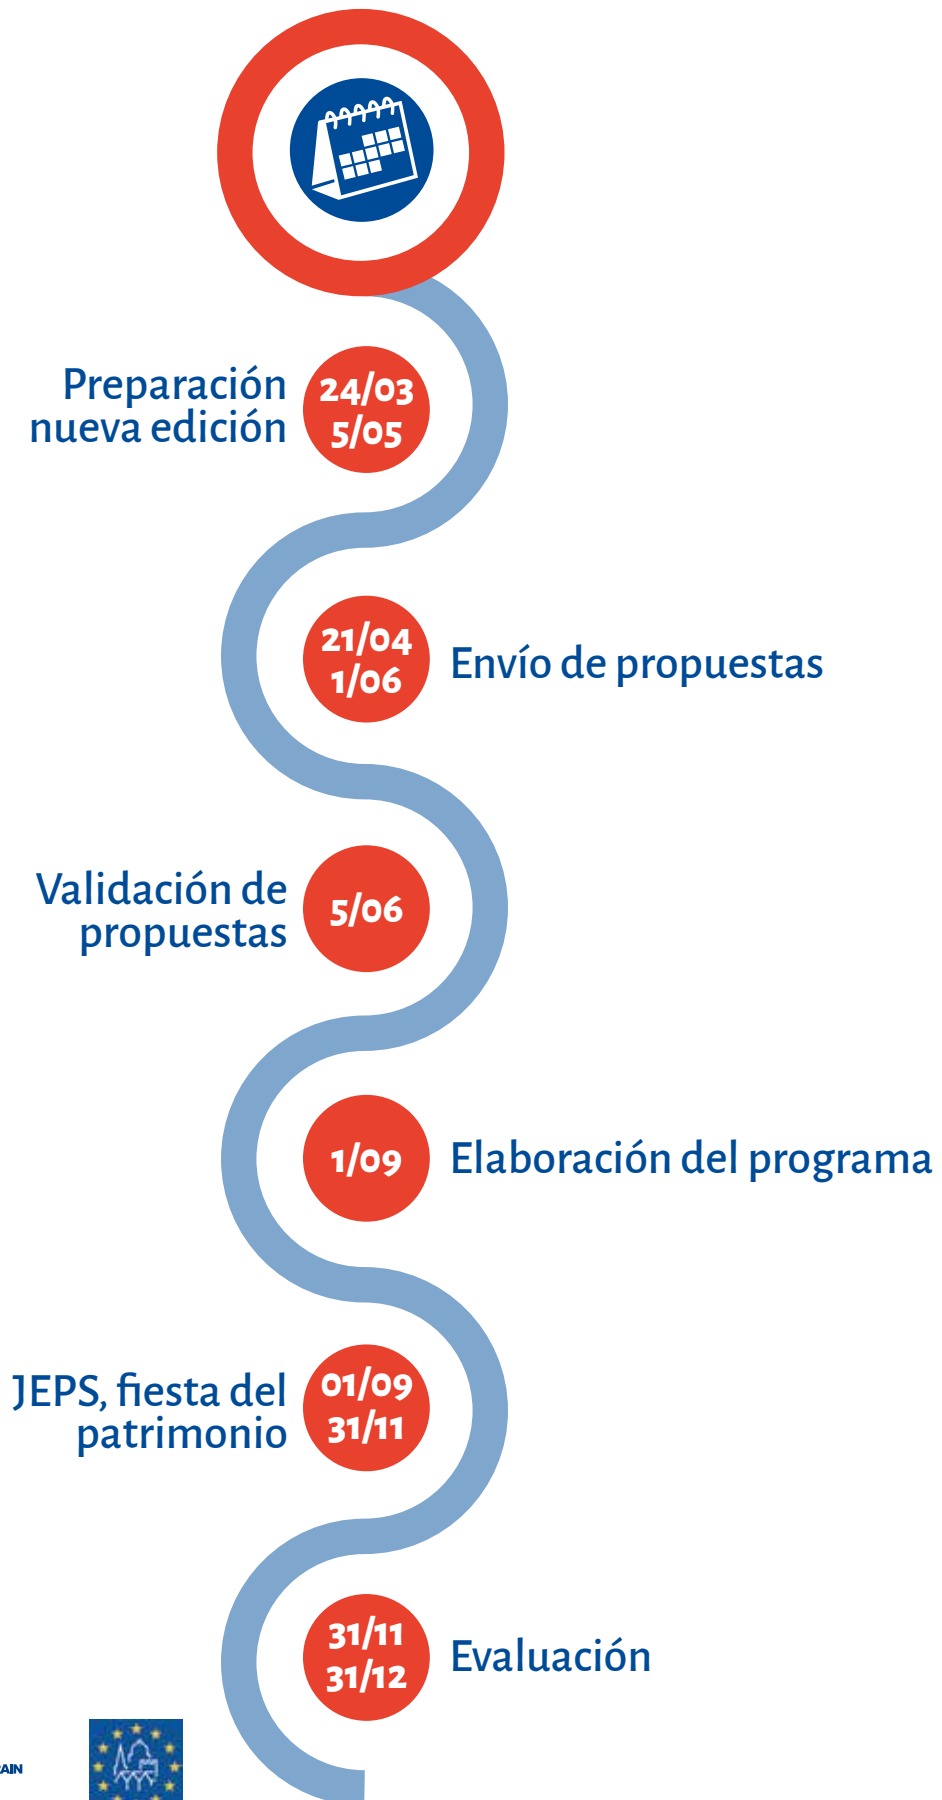 Preparación
nueva edición
24/03
5/05
21/04
1/06
Envío de propuestas
Validación de
propuestas
5/06
1/09
Elaboración del programa
JEPS, fiesta del
patrimonio
01/09
31/11
31/11
31/12
Evaluación